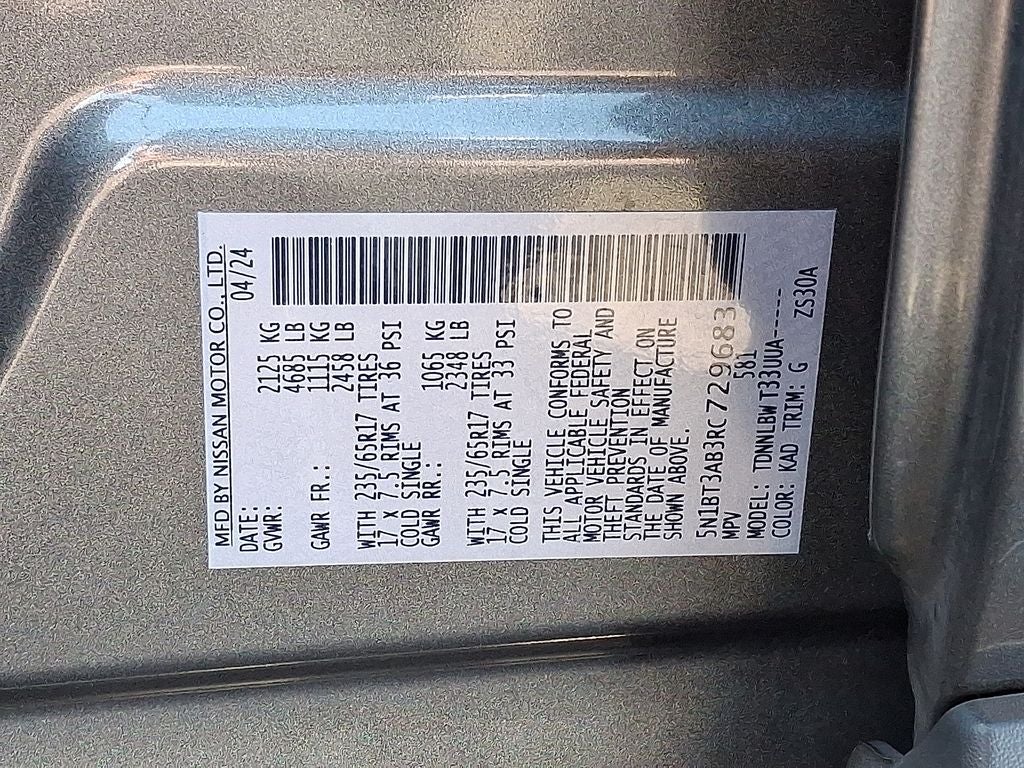 MFD BY NISSAN MOTOR CO., LTD.
DATE: 04/24
GVWR: 2125 KG
4685 LB
GAWR FR.: 1115 KG
2458 LB
WITH 235/65R17 TIRES
17 X 7.5 RIMS AT 36 PSI
COLD SINGLE
GAWR RR.: 1065 KG
2348 LB
WITH 235/65R17 TIRES
17 X 7.5 RIMS AT 33 PSI
COLD SINGLE
THIS VEHICLE CONFORMS TO
ALL APPLICABLE FEDERAL
MOTOR VEHICLE SAFETY AND
THEFT PREVENTION
STANDARDS IN EFFECT ON
THE DATE OF MANUFACTURE
SHOWN ABOVE.
5N1BT3AB3RC729683
MPV 581
MODEL: TDNNLBW T33UUA-----
COLOR: KAD TRIM: G ZS30A